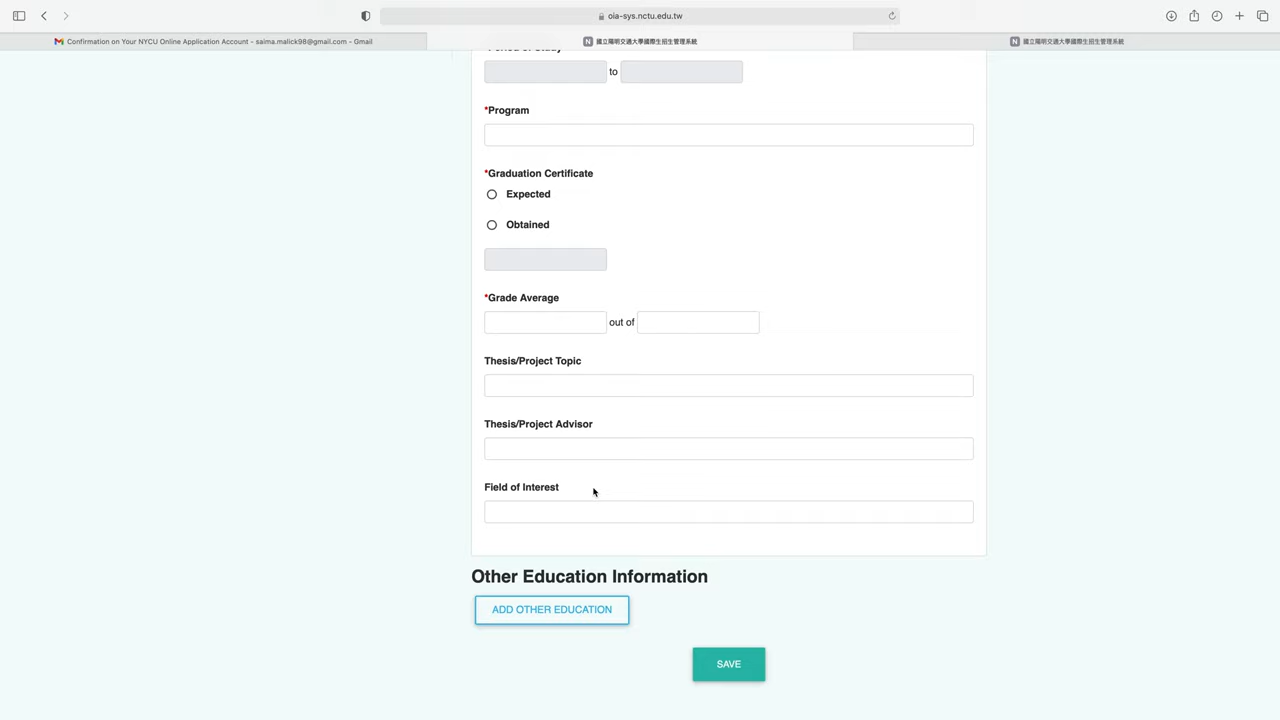 oia-sys.nctu.edu.tw
Confirmation on Your NYCU Online Application Account - saima.malick98@gmail.com - Gmail
國立陽明交通大學國際生招生管理系統
國立陽明交通大學國際生招生管理系統
*Period of Study
to
*Program
*Graduation Certificate
Expected
Obtained
*Grade Average
out of
Thesis/Project Topic
Thesis/Project Advisor
Field of Interest
Other Education Information
ADD OTHER EDUCATION
SAVE